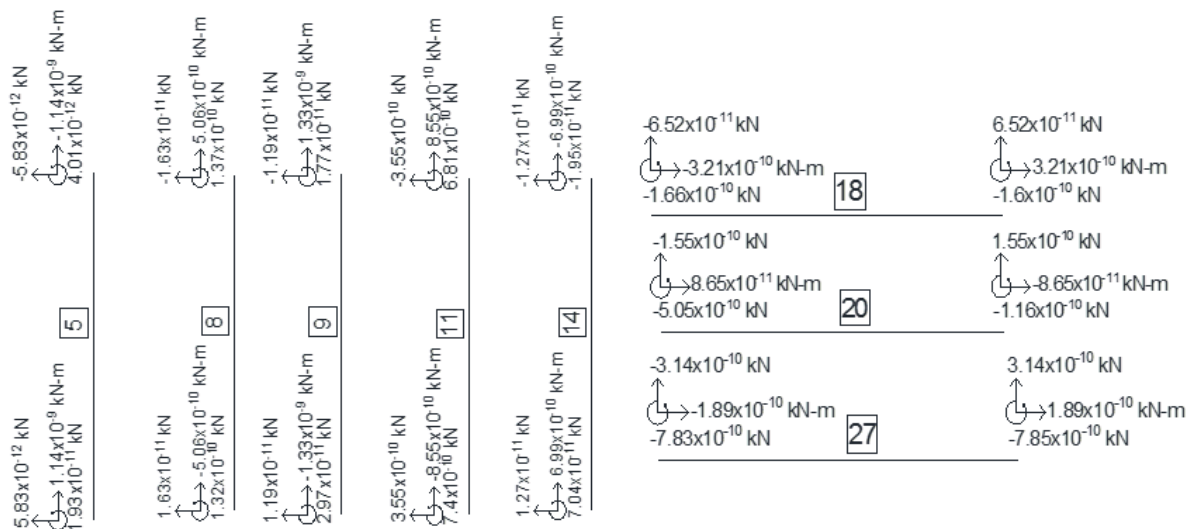 -5.83x10⁻¹² kN
-1.14x10⁻⁹ kN-m
4.01x10⁻¹² kN
5
5.83x10⁻¹² kN
1.14x10⁻⁹ kN-m
1.93x10⁻¹¹ kN
-1.63x10⁻¹¹ kN
5.06x10⁻¹⁰ kN-m
1.37x10⁻¹⁰ kN
8
1.63x10⁻¹¹ kN
-5.06x10⁻¹⁰ kN-m
1.32x10⁻¹⁰ kN
-1.19x10⁻¹¹ kN
1.33x10⁻⁹ kN-m
1.77x10⁻¹¹ kN
9
1.19x10⁻¹¹ kN
-1.33x10⁻⁹ kN-m
2.97x10⁻¹¹ kN
-3.55x10⁻¹⁰ kN
8.55x10⁻¹⁰ kN-m
6.81x10⁻¹⁰ kN
11
3.55x10⁻¹⁰ kN
-8.55x10⁻¹⁰ kN-m
7.4x10⁻¹⁰ kN
-1.27x10⁻¹¹ kN
-6.99x10⁻¹⁰ kN-m
-1.95x10⁻¹¹ kN
14
1.27x10⁻¹¹ kN
6.99x10⁻¹⁰ kN-m
7.04x10⁻¹¹ kN
-6.52x10⁻¹¹ kN
-3.21x10⁻¹⁰ kN-m
-1.66x10⁻¹⁰ kN
18
6.52x10⁻¹¹ kN
3.21x10⁻¹⁰ kN-m
-1.6x10⁻¹⁰ kN
-1.55x10⁻¹⁰ kN
8.65x10⁻¹¹ kN-m
-5.05x10⁻¹⁰ kN
20
1.55x10⁻¹⁰ kN
-8.65x10⁻¹¹ kN-m
-1.16x10⁻¹⁰ kN
-3.14x10⁻¹⁰ kN
-1.89x10⁻¹⁰ kN-m
-7.83x10⁻¹⁰ kN
27
3.14x10⁻¹⁰ kN
1.89x10⁻¹⁰ kN-m
-7.85x10⁻¹⁰ kN